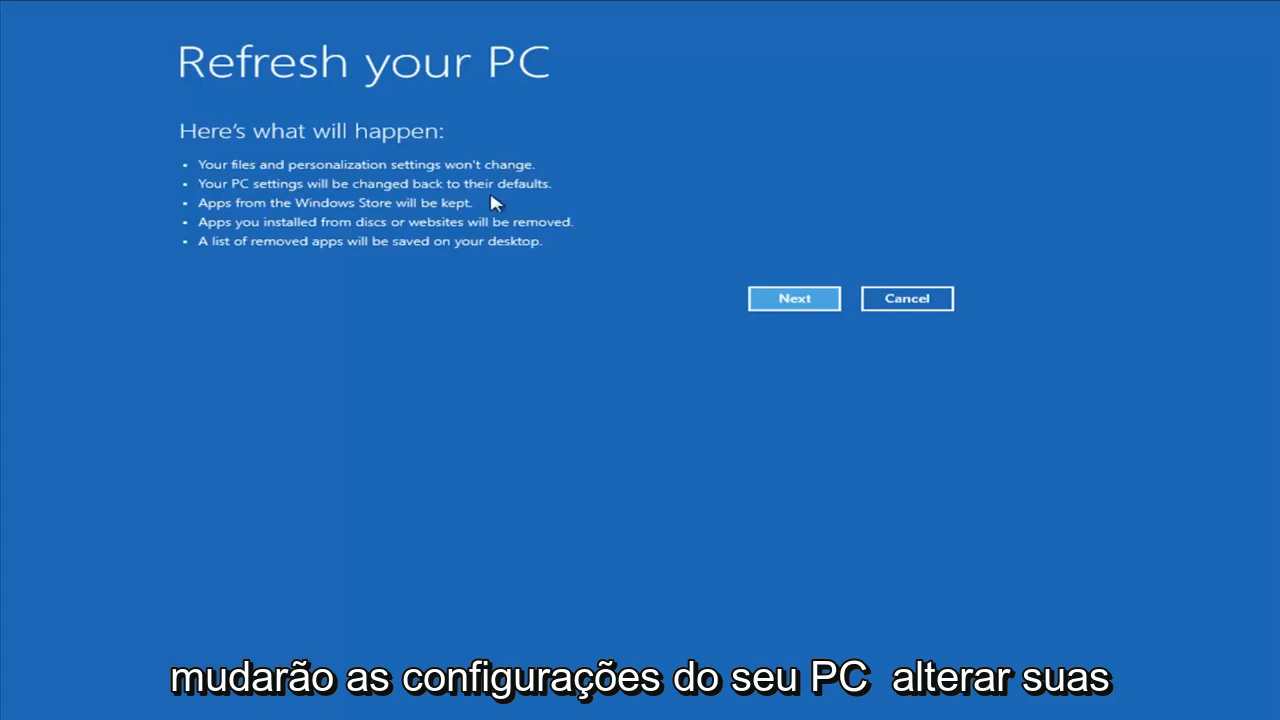 Refresh your PC
Here's what will happen:
• Your files and personalization settings won't change.
• Your PC settings will be changed back to their defaults.
• Apps from the Windows Store will be kept.
• Apps you installed from discs or websites will be removed.
• A list of removed apps will be saved on your desktop.
Next Cancel
mudarão as configurações do seu PC  alterar suas